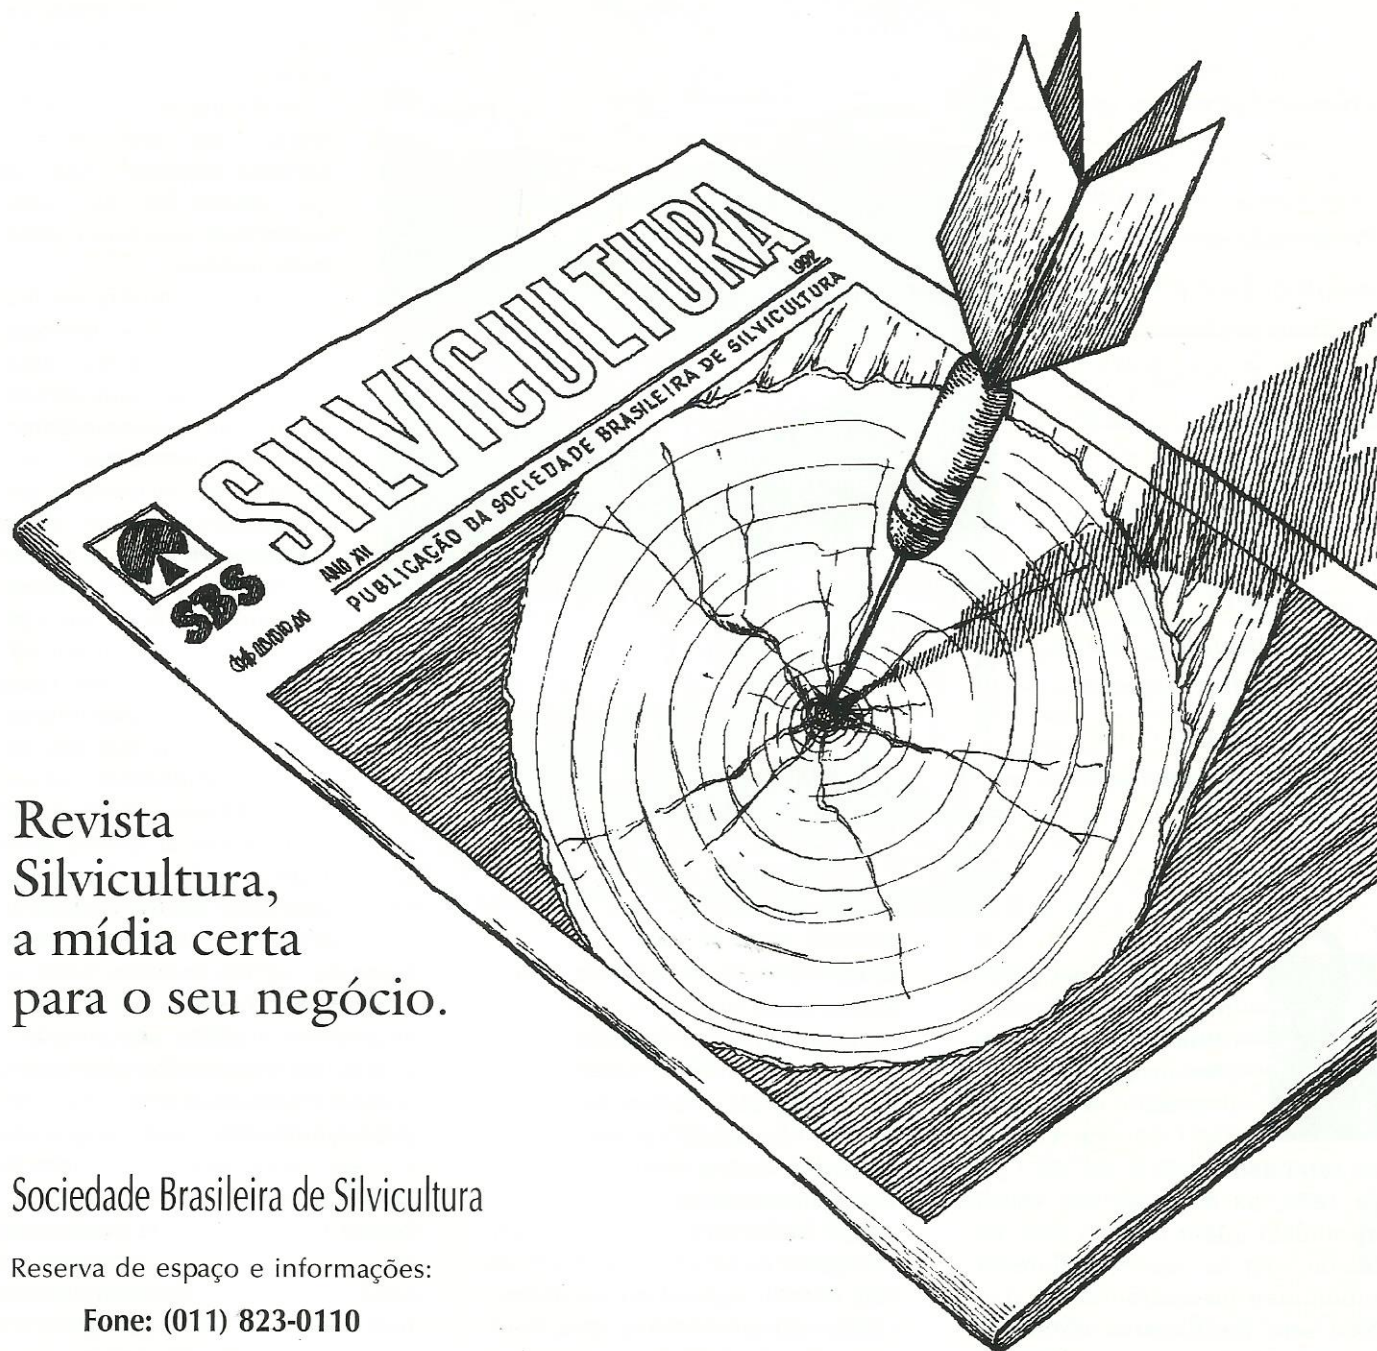 SILVICULTURA
1992
SBS
ANO XII
PUBLICAÇÃO DA SOCIEDADE BRASILEIRA DE SILVICULTURA
Revista
Silvicultura,
a mídia certa
para o seu negócio.
Sociedade Brasileira de Silvicultura
Reserva de espaço e informações:
Fone: (011) 823-0110